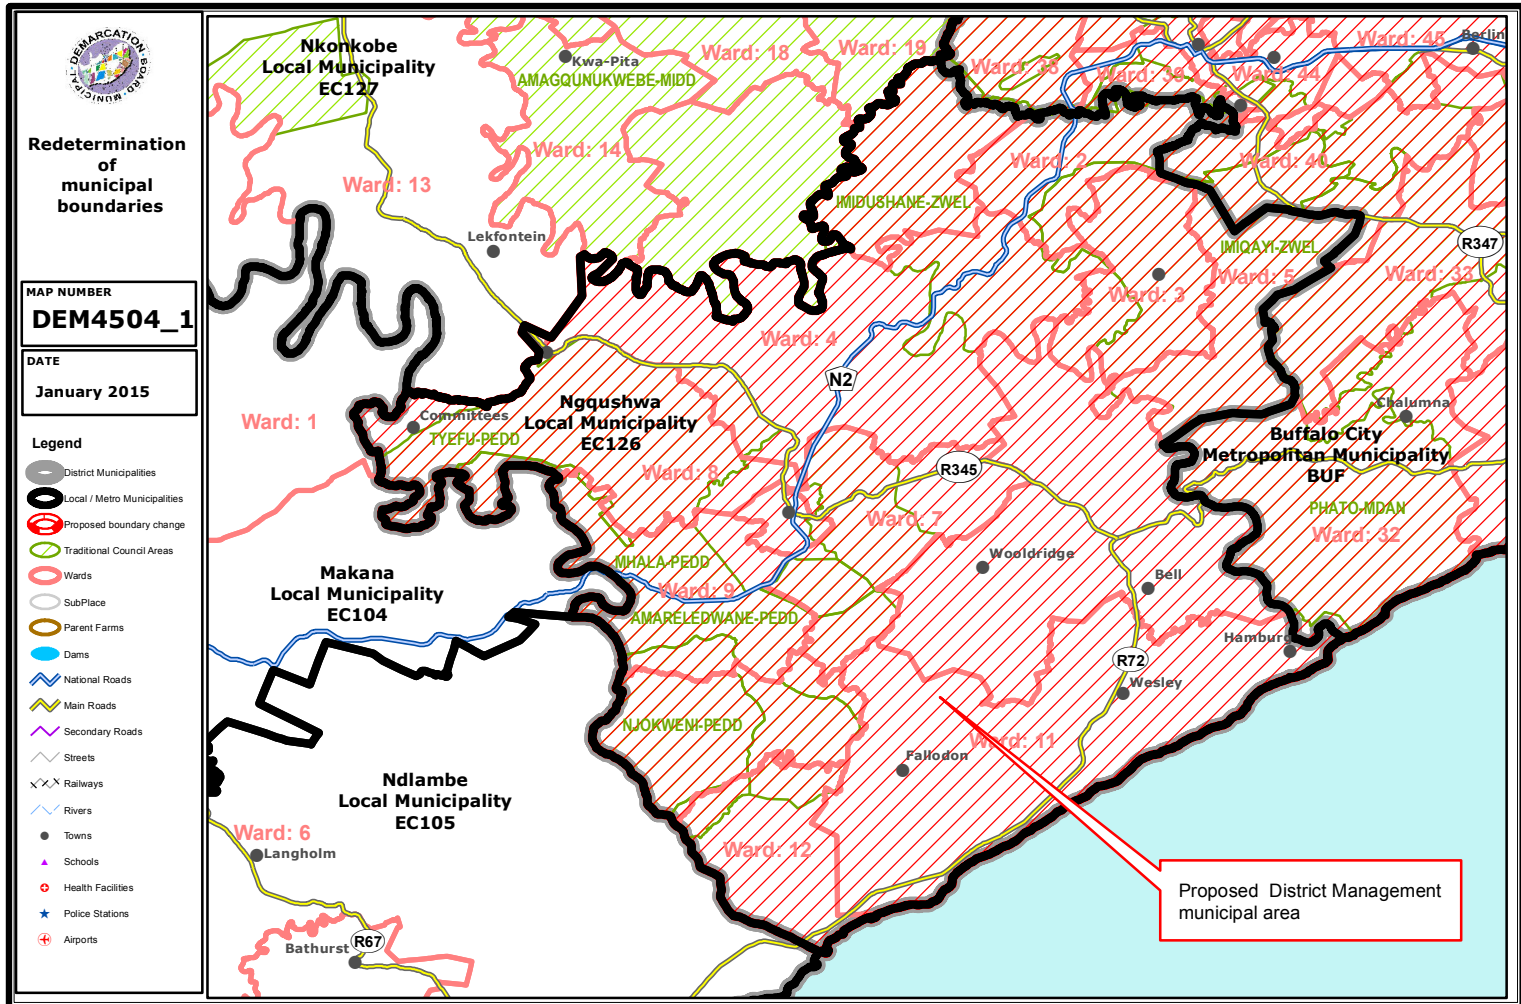 MUNICIPAL DEMARCATION BOARD
Redetermination
of
municipal
boundaries
MAP NUMBER
DEM4504_1
DATE
January 2015
Legend
District Municipalities
Local / Metro Municipalities
Proposed boundary change
Traditional Council Areas
Wards
SubPlace
Parent Farms
Dams
National Roads
Main Roads
Secondary Roads
Streets
Railways
Rivers
Towns
Schools
Health Facilities
Police Stations
Airports
Nkonkobe
Local Municipality
EC127
Kwa-Pita
AMAGQUNUKWEBE-MIDD
Ward: 18
Ward: 19
Ward: 38
Ward: 44
Ward: 45
Berlin
Ward: 14
Ward: 13
Ward: 2
Ward: 40
IMIDUSHANE-ZWEL
Lekfontein
IMIQAYI-ZWEL
R347
Ward: 5
Ward: 33
Ward: 3
Ward: 4
N2
Ward: 1
Committees
TYEFU-PEDD
Ngqushwa
Local Municipality
EC126
Chalumna
Buffalo City
Metropolitan Municipality
BUF
Ward: 8
R345
PHATO-MDAN
Ward: 32
Ward: 7
Wooldridge
Bell
MHALA-PEDD
Ward: 9
AMARELEDWANE-PEDD
Makana
Local Municipality
EC104
Hamburg
R72
Wesley
NJOKWENI-PEDD
Ward: 11
Fallodon
Ndlambe
Local Municipality
EC105
Ward: 6
Langholm
Ward: 12
Proposed District Management
municipal area
Bathurst
R67